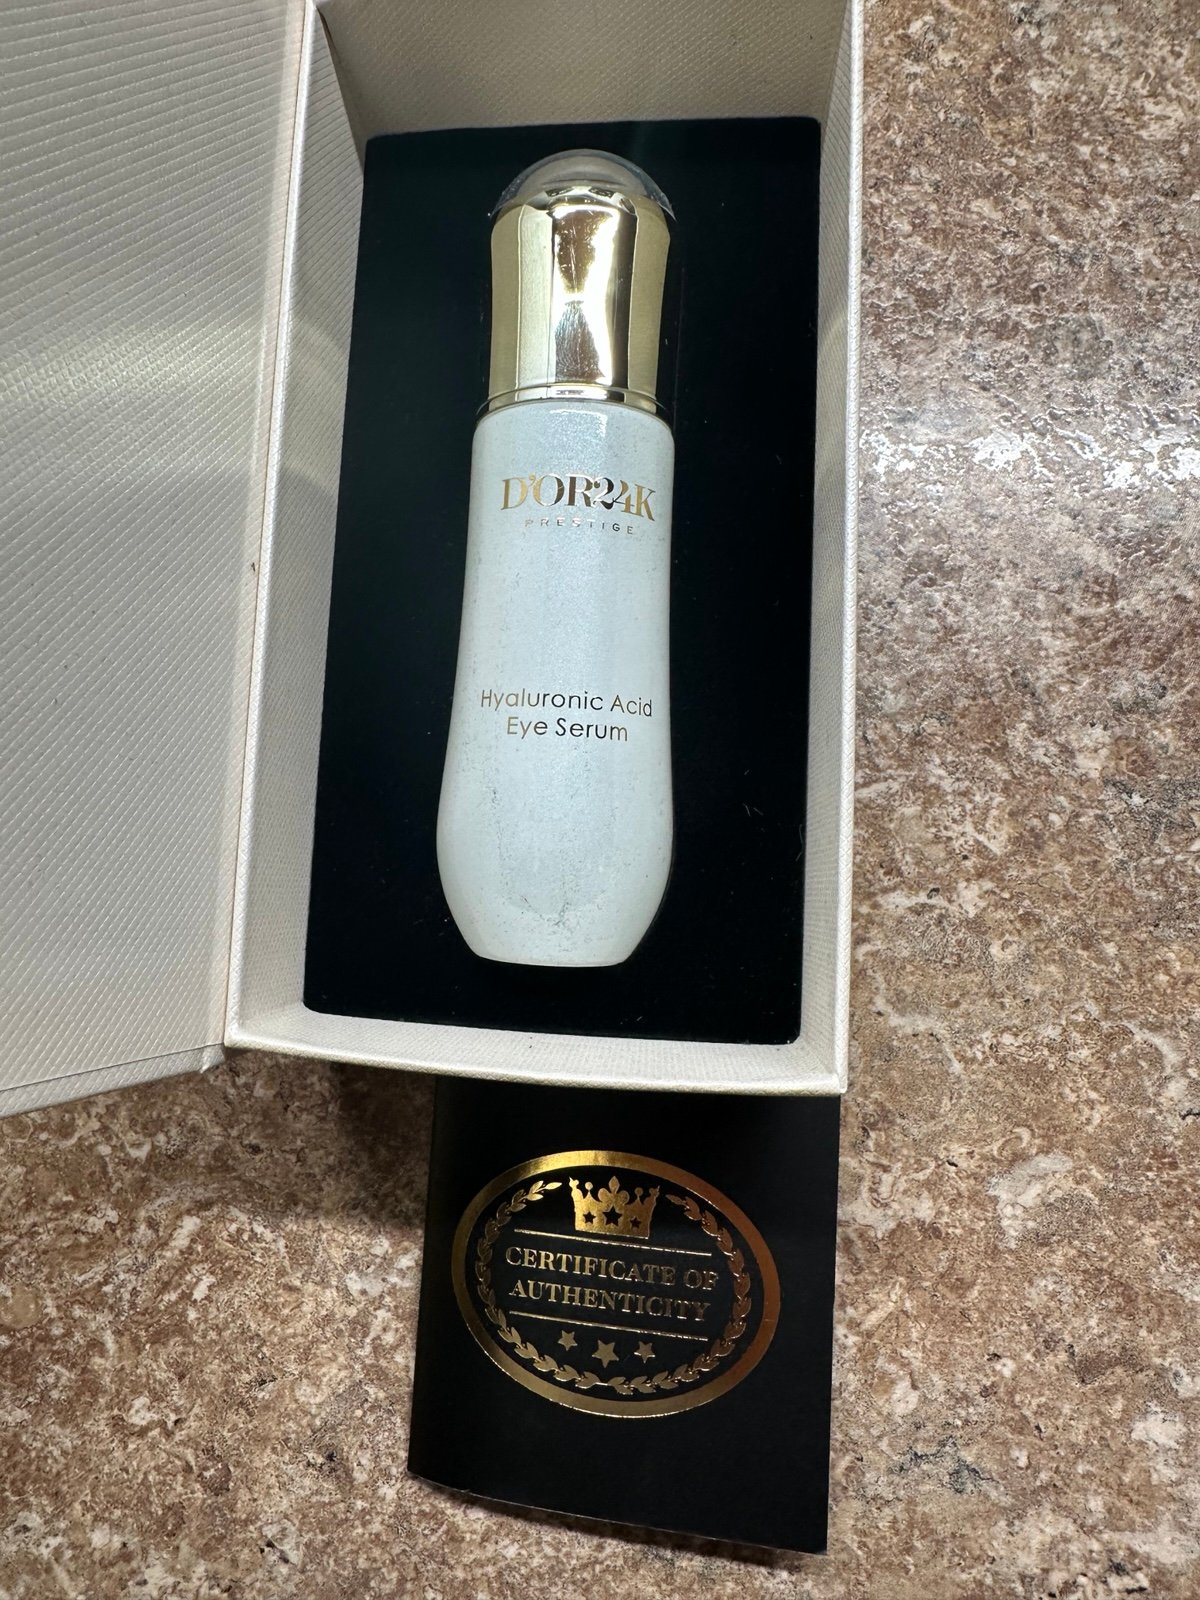 D'OR24K
PRESTIGE
Hyaluronic Acid
Eye Serum
CERTIFICATE OF
AUTHENTICITY